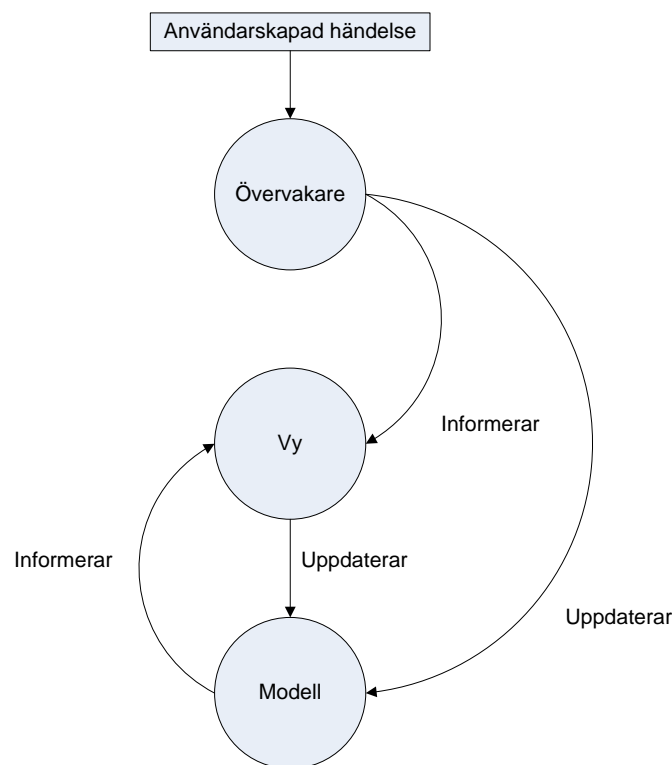 Användarskapad händelse
Övervakare
Informerar
Vy
Informerar
Uppdaterar
Uppdaterar
Modell